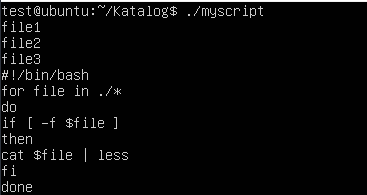 test@ubuntu:~/Katalog$ ./myscript
file1
file2
file3
#!/bin/bash
for file in ./*
do
if [ -f $file ]
then
cat $file | less
fi
done